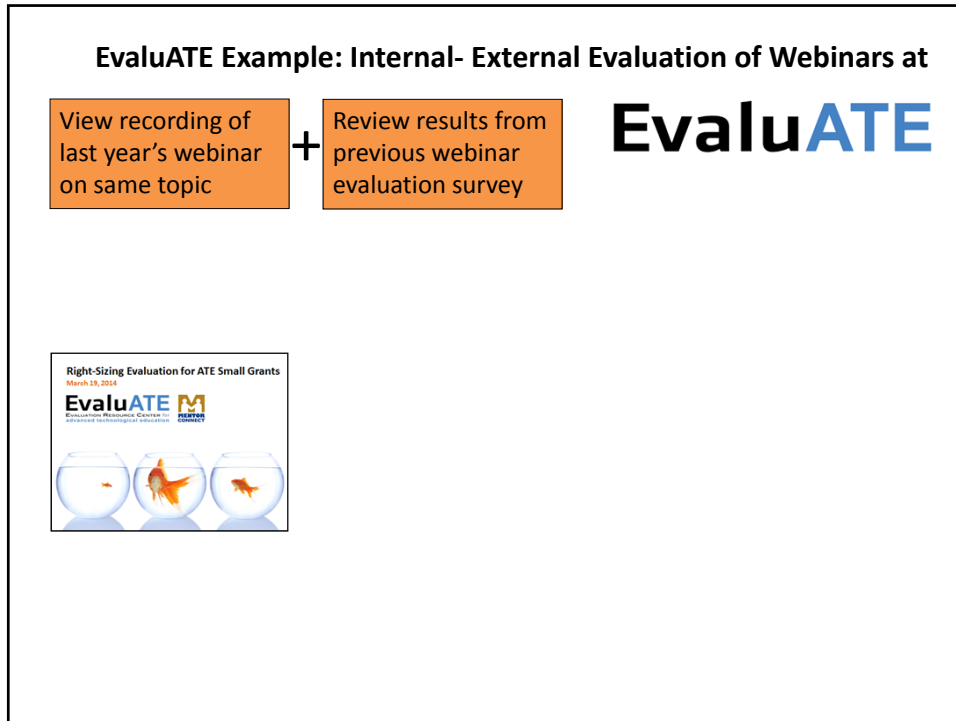 EvaluATE Example: Internal- External Evaluation of Webinars at
EvaluATE
View recording of
last year's webinar
on same topic
+
Review results from
previous webinar
evaluation survey
Right-Sizing Evaluation for ATE Small Grants
March 19, 2014
EvaluATE
Evaluation Resource Center for
advanced technological education
MENTOR
CONNECT